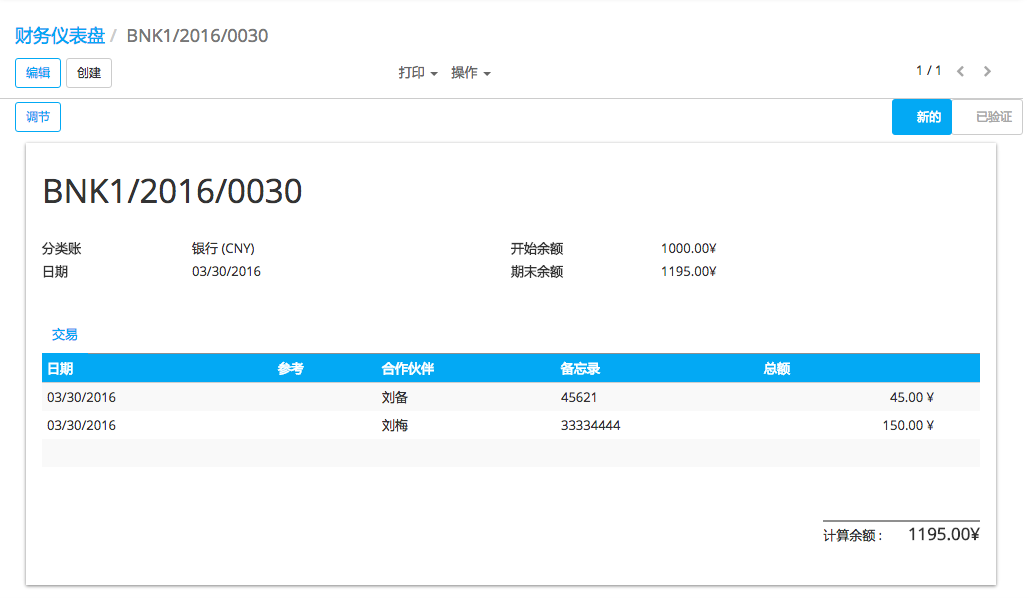 财务仪表盘 / BNK1/2016/0030
编辑 创建 打印 操作 1 / 1
调节 新的 已验证
BNK1/2016/0030
分类账 银行 (CNY) 开始余额 1000.00¥
日期 03/30/2016 期末余额 1195.00¥
交易
日期 参考 合作伙伴 备忘录 总额
03/30/2016 刘备 45621 45.00 ¥
03/30/2016 刘梅 33334444 150.00 ¥
计算余额 : 1195.00¥